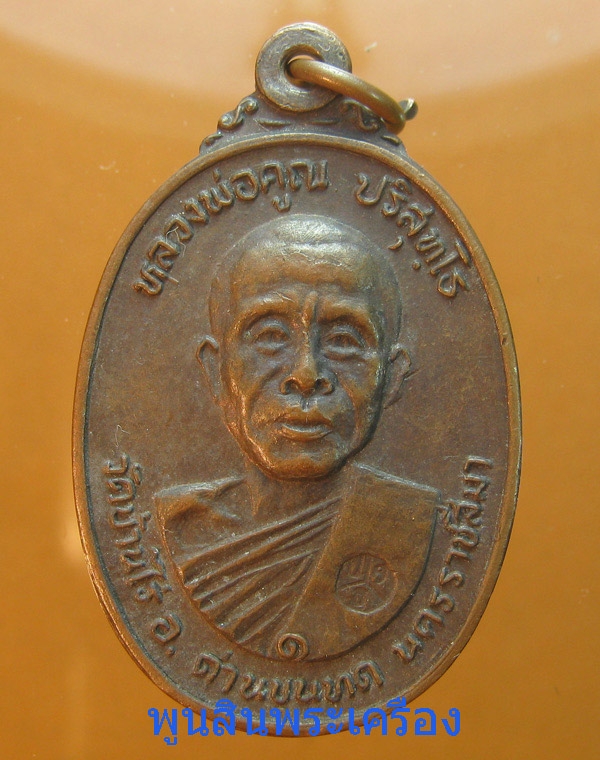 หลวงพ่อคูณ ปริสุทฺโธ
วัดบ้านไร่ อ. ด่านขุนทด นครราชสีมา
๑
พูนสินพระเครื่อง